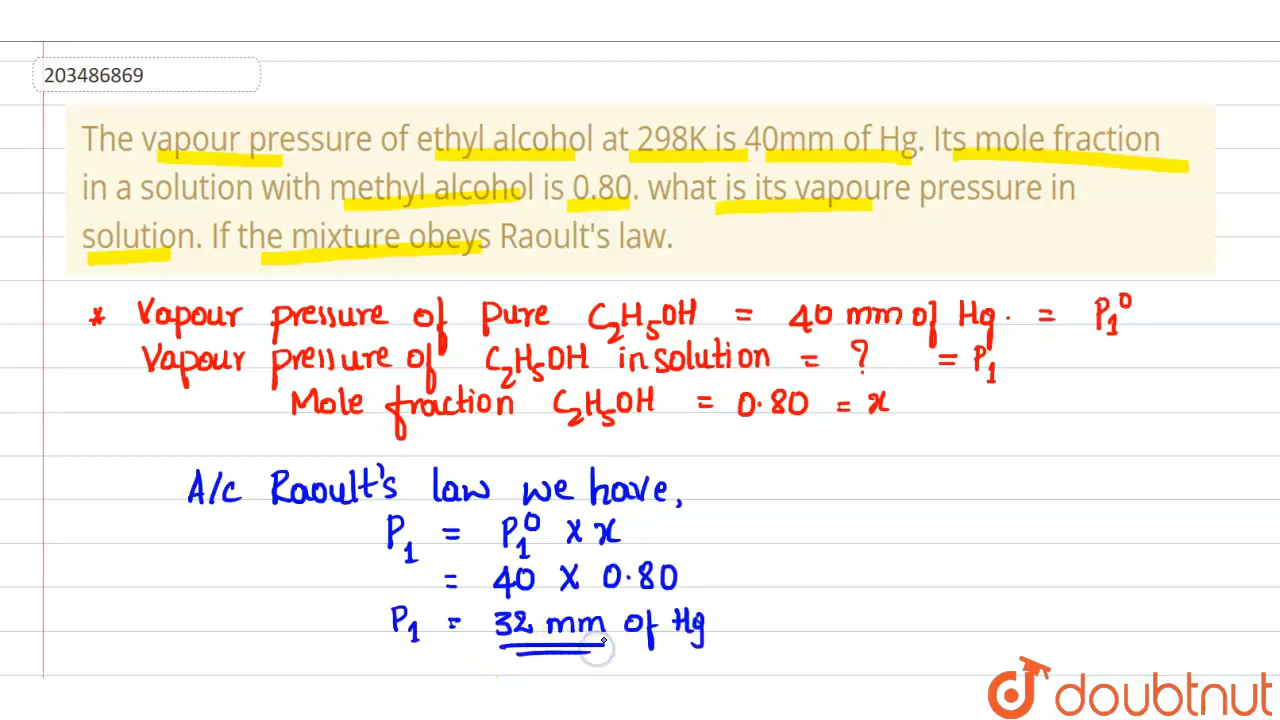 203486869
The vapour pressure of ethyl alcohol at 298K is 40mm of Hg. Its mole fraction
in a solution with methyl alcohol is 0.80. what is its vapoure pressure in
solution. If the mixture obeys Raoult's law.
* Vapour pressure of pure C₂H₅OH = 40 mm of Hg. = P₁⁰
Vapour pressure of C₂H₅OH in solution = ? = P₁
Mole fraction C₂H₅OH = 0.80 = x
A/c Raoult's law we have,
P₁ = P₁⁰ × x
= 40 × 0.80
P₁ = 32 mm of Hg
doubtnut